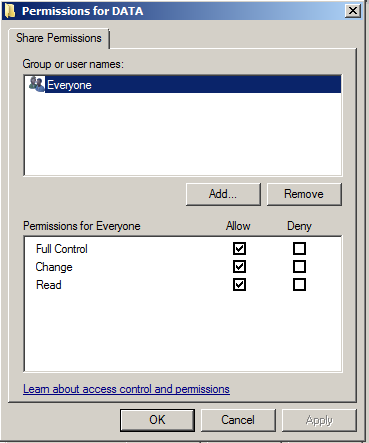 Permissions for DATA
Share Permissions
Group or user names:
Everyone
Add... Remove
Permissions for Everyone Allow Deny
Full Control
Change
Read
Learn about access control and permissions
OK Cancel Apply